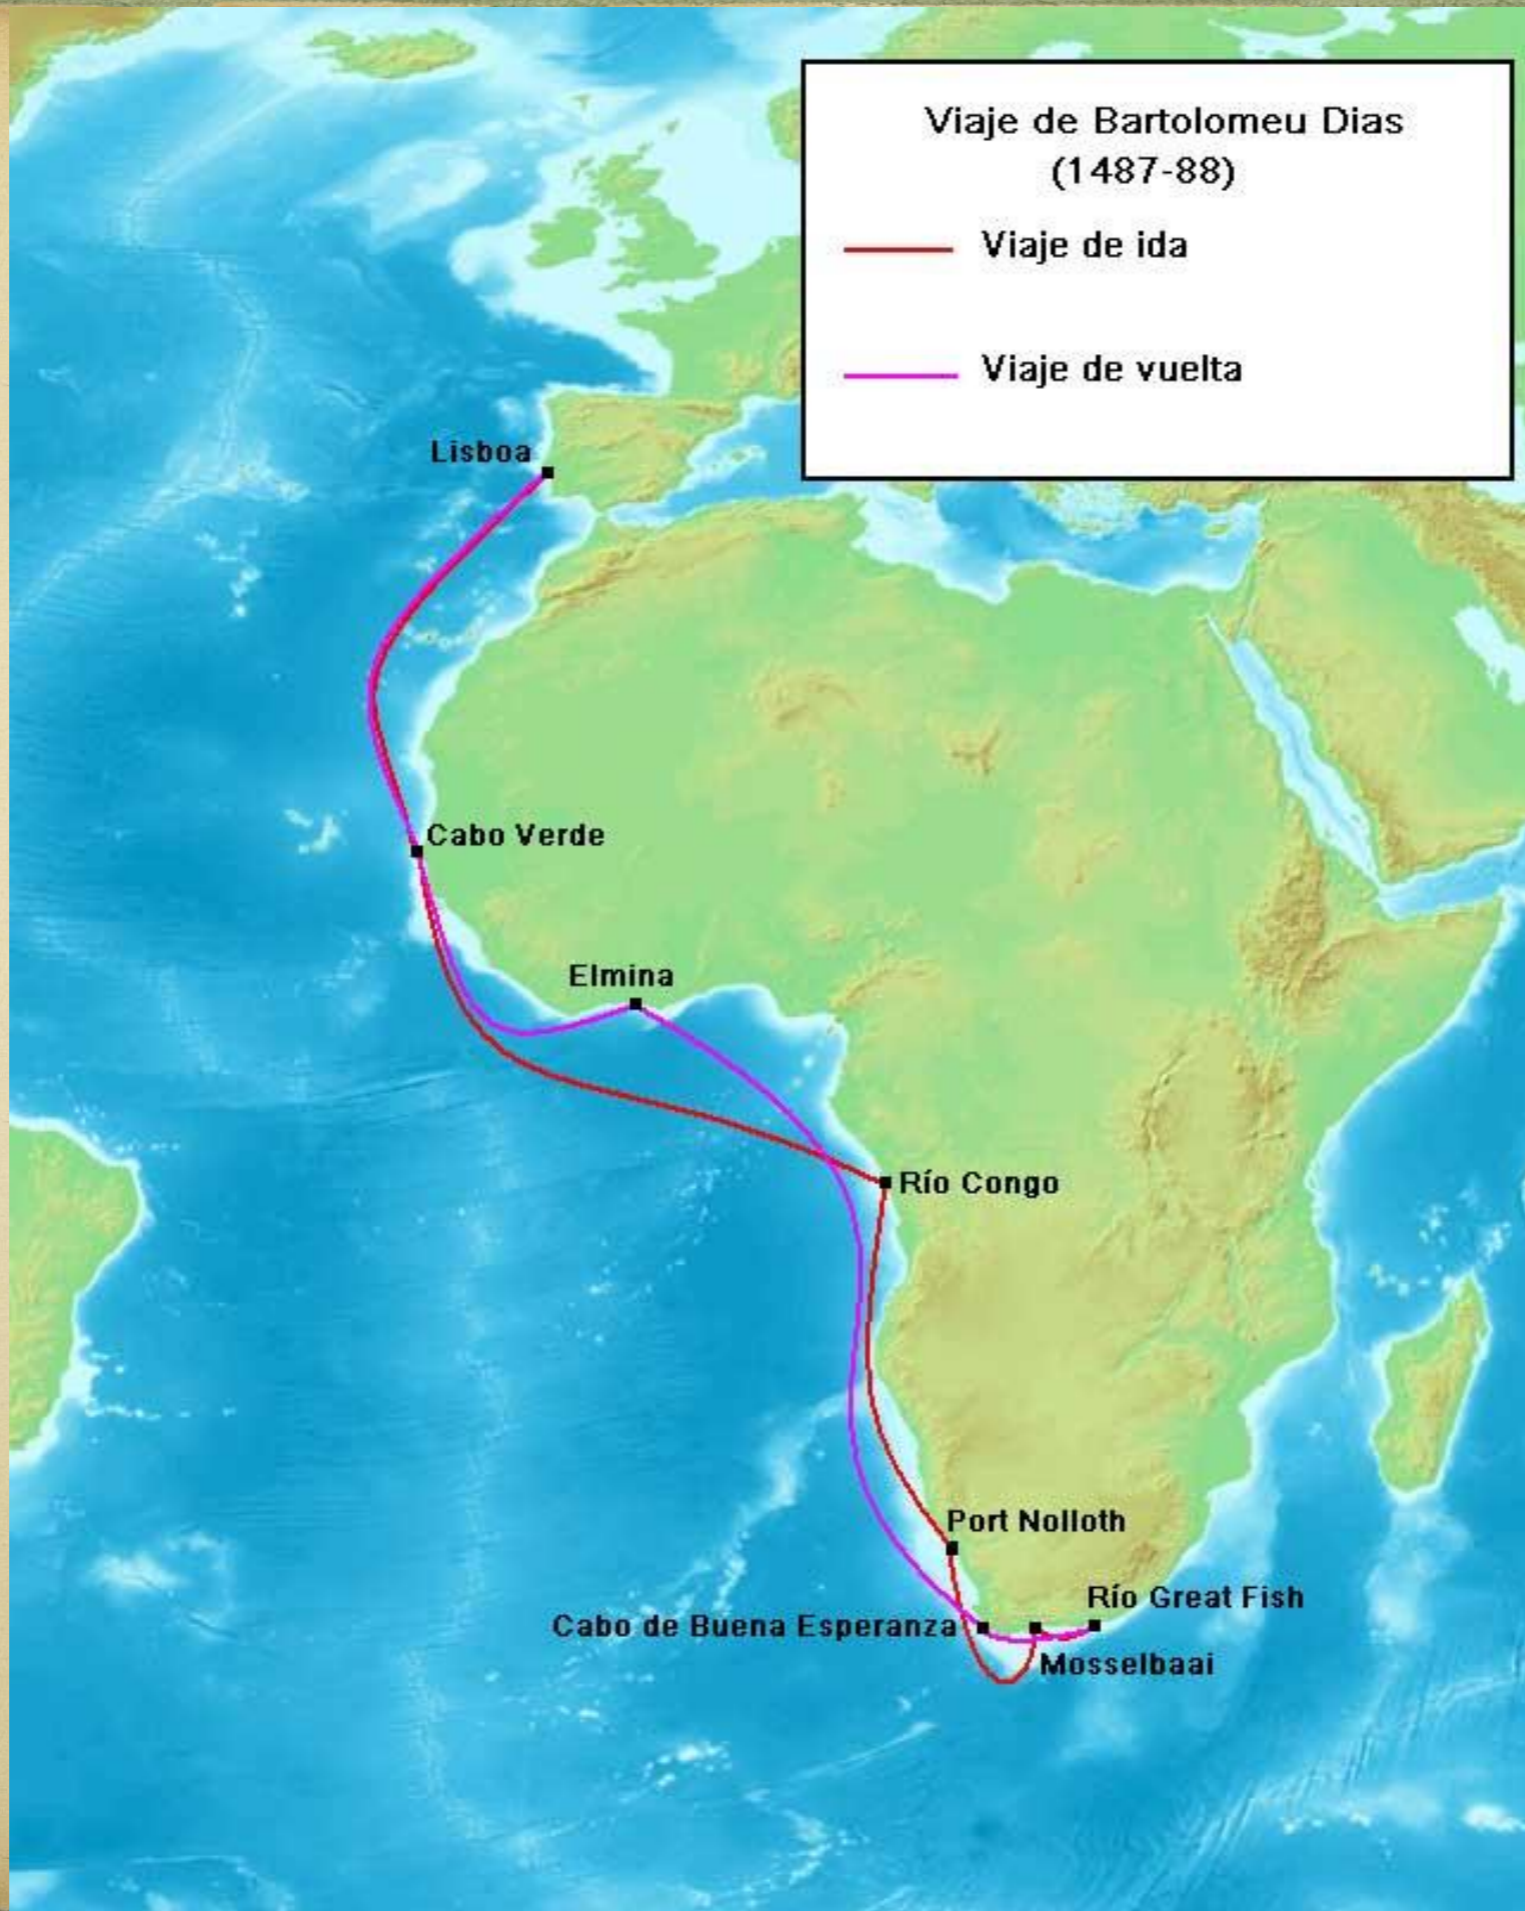 Viaje de Bartolomeu Dias
(1487-88)
Viaje de ida
Viaje de vuelta
Lisboa
Cabo Verde
Elmina
Río Congo
Port Nolloth
Río Great Fish
Cabo de Buena Esperanza
Mosselbaai